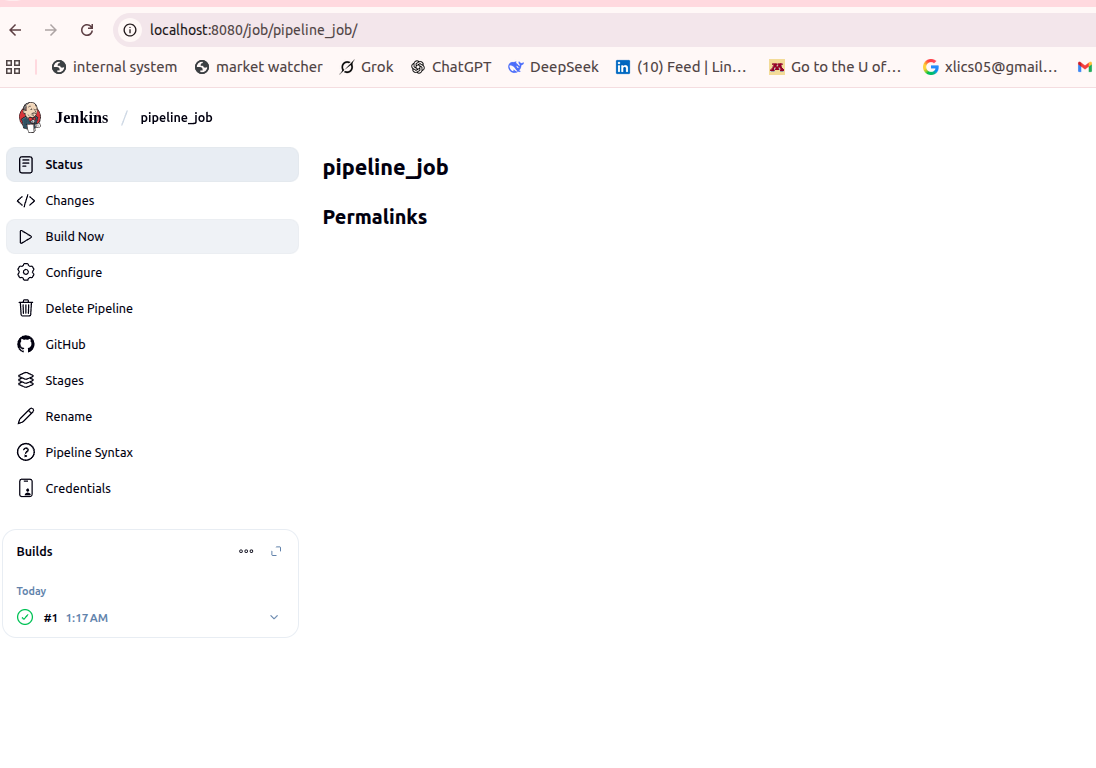 localhost:8080/job/pipeline_job/
internal system market watcher Grok ChatGPT DeepSeek (10) Feed | Lin... Go to the U of... xlics05@gmail...
Jenkins / pipeline_job
Status
pipeline_job
Changes
Permalinks
Build Now
Configure
Delete Pipeline
GitHub
Stages
Rename
Pipeline Syntax
Credentials
Builds
Today
#1 1:17 AM